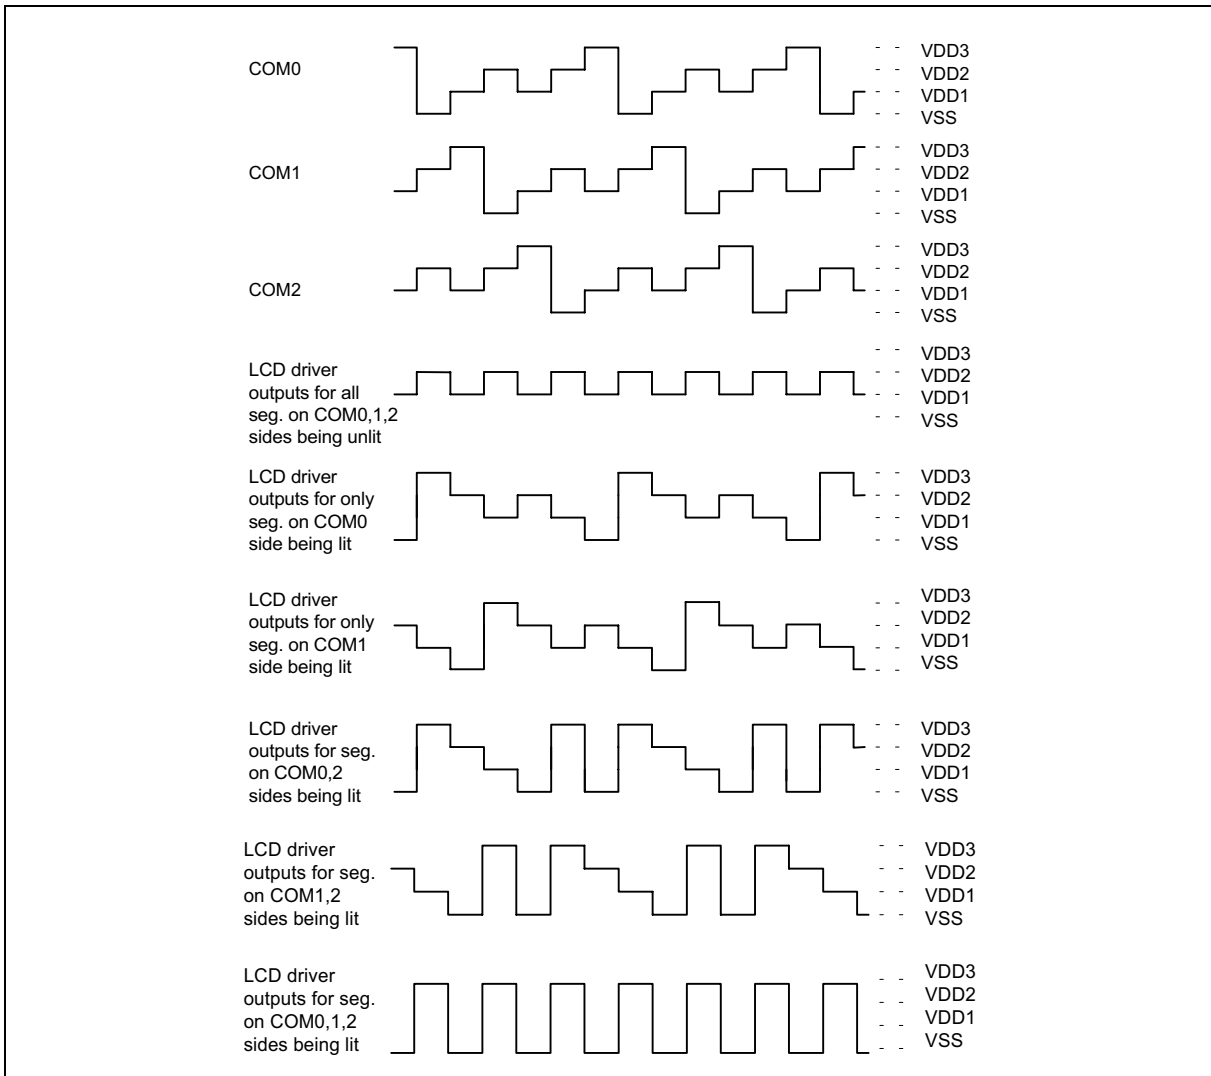 COM0
VDD3
VDD2
VDD1
VSS
COM1
VDD3
VDD2
VDD1
VSS
COM2
VDD3
VDD2
VDD1
VSS
LCD driver
outputs for all
seg. on COM0,1,2
sides being unlit
VDD3
VDD2
VDD1
VSS
LCD driver
outputs for only
seg. on COM0
side being lit
VDD3
VDD2
VDD1
VSS
LCD driver
outputs for only
seg. on COM1
side being lit
VDD3
VDD2
VDD1
VSS
LCD driver
outputs for seg.
on COM0,2
sides being lit
VDD3
VDD2
VDD1
VSS
LCD driver
outputs for seg.
on COM1,2
sides being lit
VDD3
VDD2
VDD1
VSS
LCD driver
outputs for seg.
on COM0,1,2
sides being lit
VDD3
VDD2
VDD1
VSS